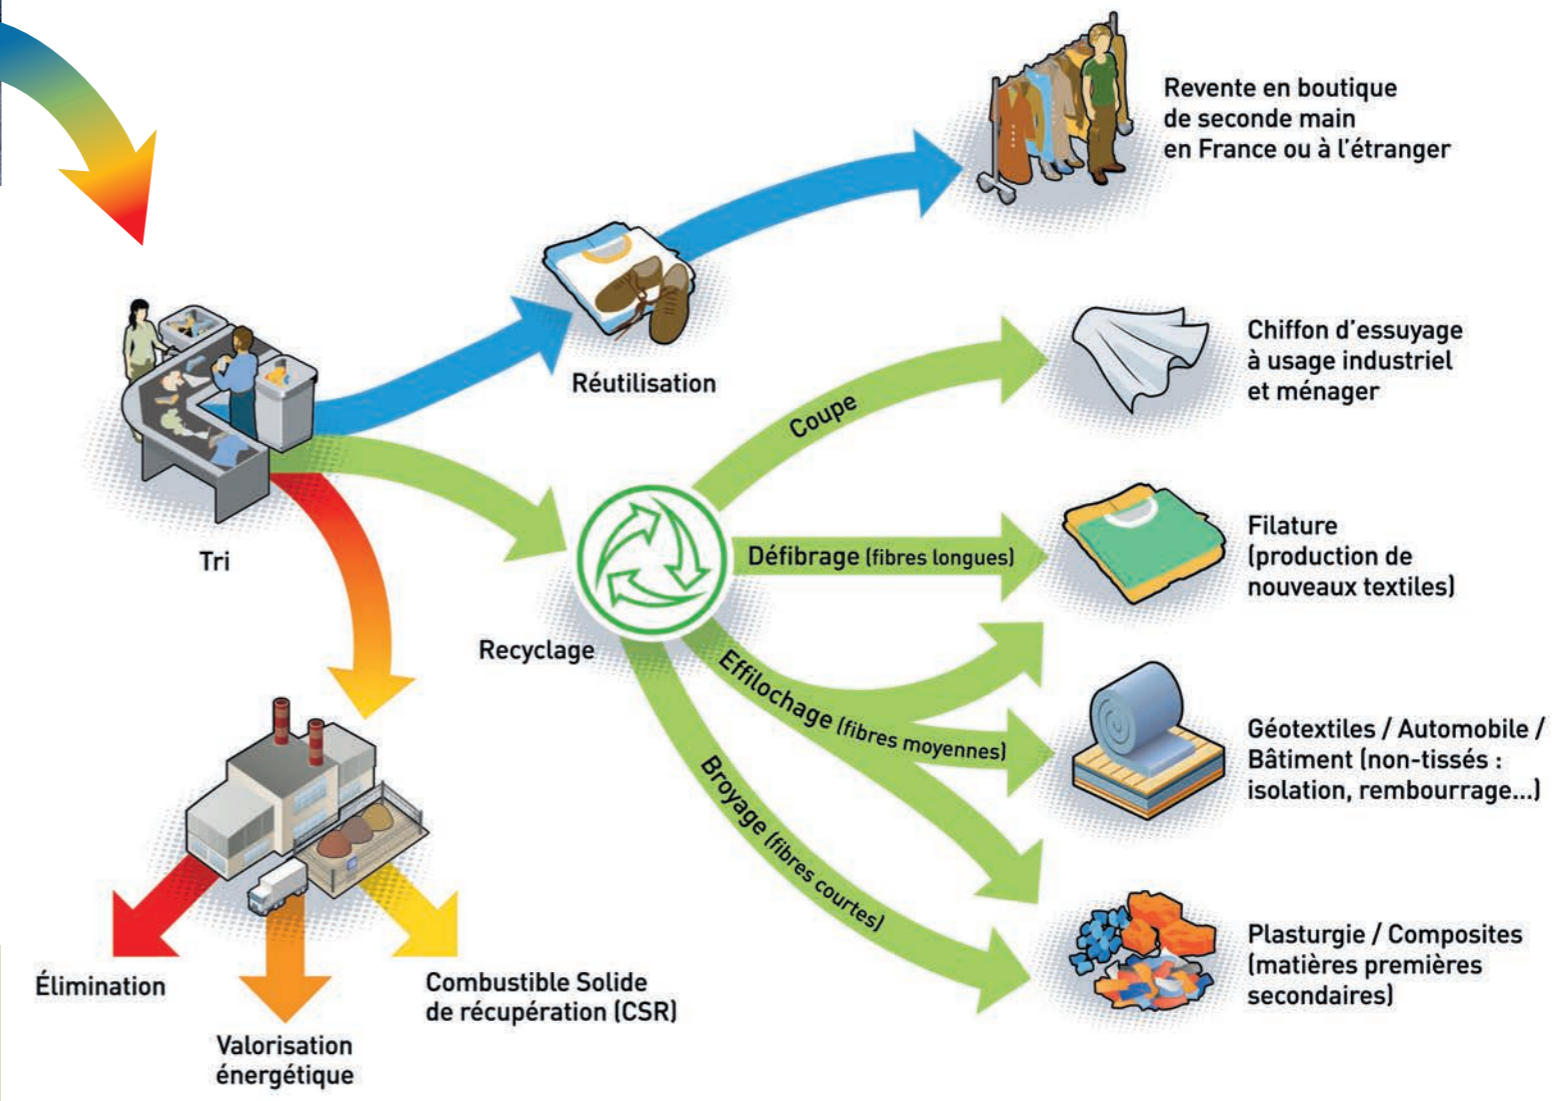 Revente en boutique
de seconde main
en France ou à l'étranger
Réutilisation
Chiffon d'essuyage
à usage industriel
et ménager
Coupe
Tri
Défibrage (fibres longues)
Filature
(production de
nouveaux textiles)
Recyclage
Effilochage (fibres moyennes)
Géotextiles / Automobile /
Bâtiment (non-tissés :
isolation, rembourrage...)
Broyage (fibres courtes)
Plasturgie / Composites
(matières premières
secondaires)
Élimination
Valorisation
énergétique
Combustible Solide
de récupération (CSR)